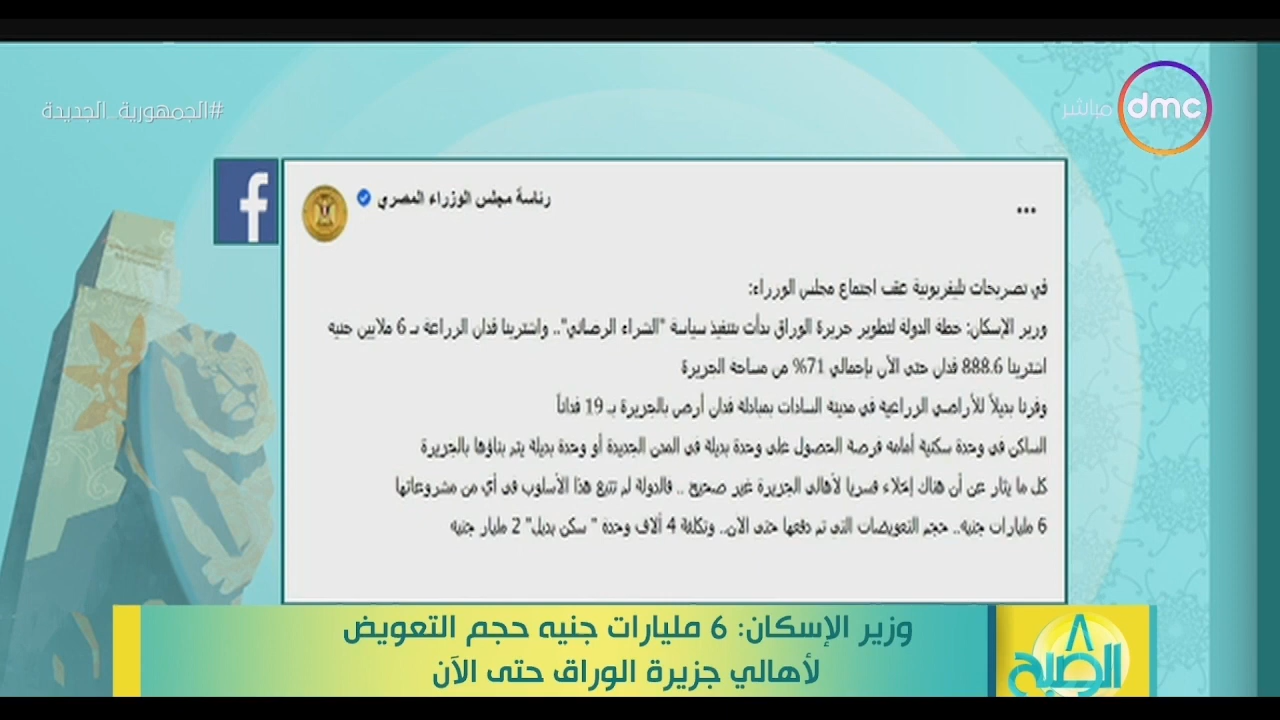 #الجمهورية_الجديدة
مباشر
dmc
f
رئاسة مجلس الوزراء المصري
...
في تصريحات تليفزيونية عقب اجتماع مجلس الوزراء:
وزير الإسكان: خطة الدولة لتطوير جزيرة الوراق بدأت بتنفيذ سياسة "الشراء الرضائي".. واشترينا فدان الزراعة بـ 6 ملايين جنيه
اشترينا 888.6 فدان حتى الآن بإجمالي 71% من مساحة الجزيرة
وفرنا بديلاً للأراضي الزراعية في مدينة السادات بمبادلة فدان أرض بالجزيرة بـ 19 فداناً
الساكن في وحدة سكنية أمامه فرصة الحصول على وحدة بديلة في المدن الجديدة أو وحدة بديلة يتم بناؤها بالجزيرة
كل ما يثار عن أن هناك إخلاء قسريا لأهالي الجزيرة غير صحيح .. فالدولة لم تتبع هذا الأسلوب في أي من مشروعاتها
6 مليارات جنيه.. حجم التعويضات التي تم دفعها حتى الآن.. وتكلفة 4 آلاف وحدة " سكن بديل" 2 مليار جنيه
وزير الإسكان: 6 مليارات جنيه حجم التعويض
لأهالي جزيرة الوراق حتى الآن
٨
الصبح